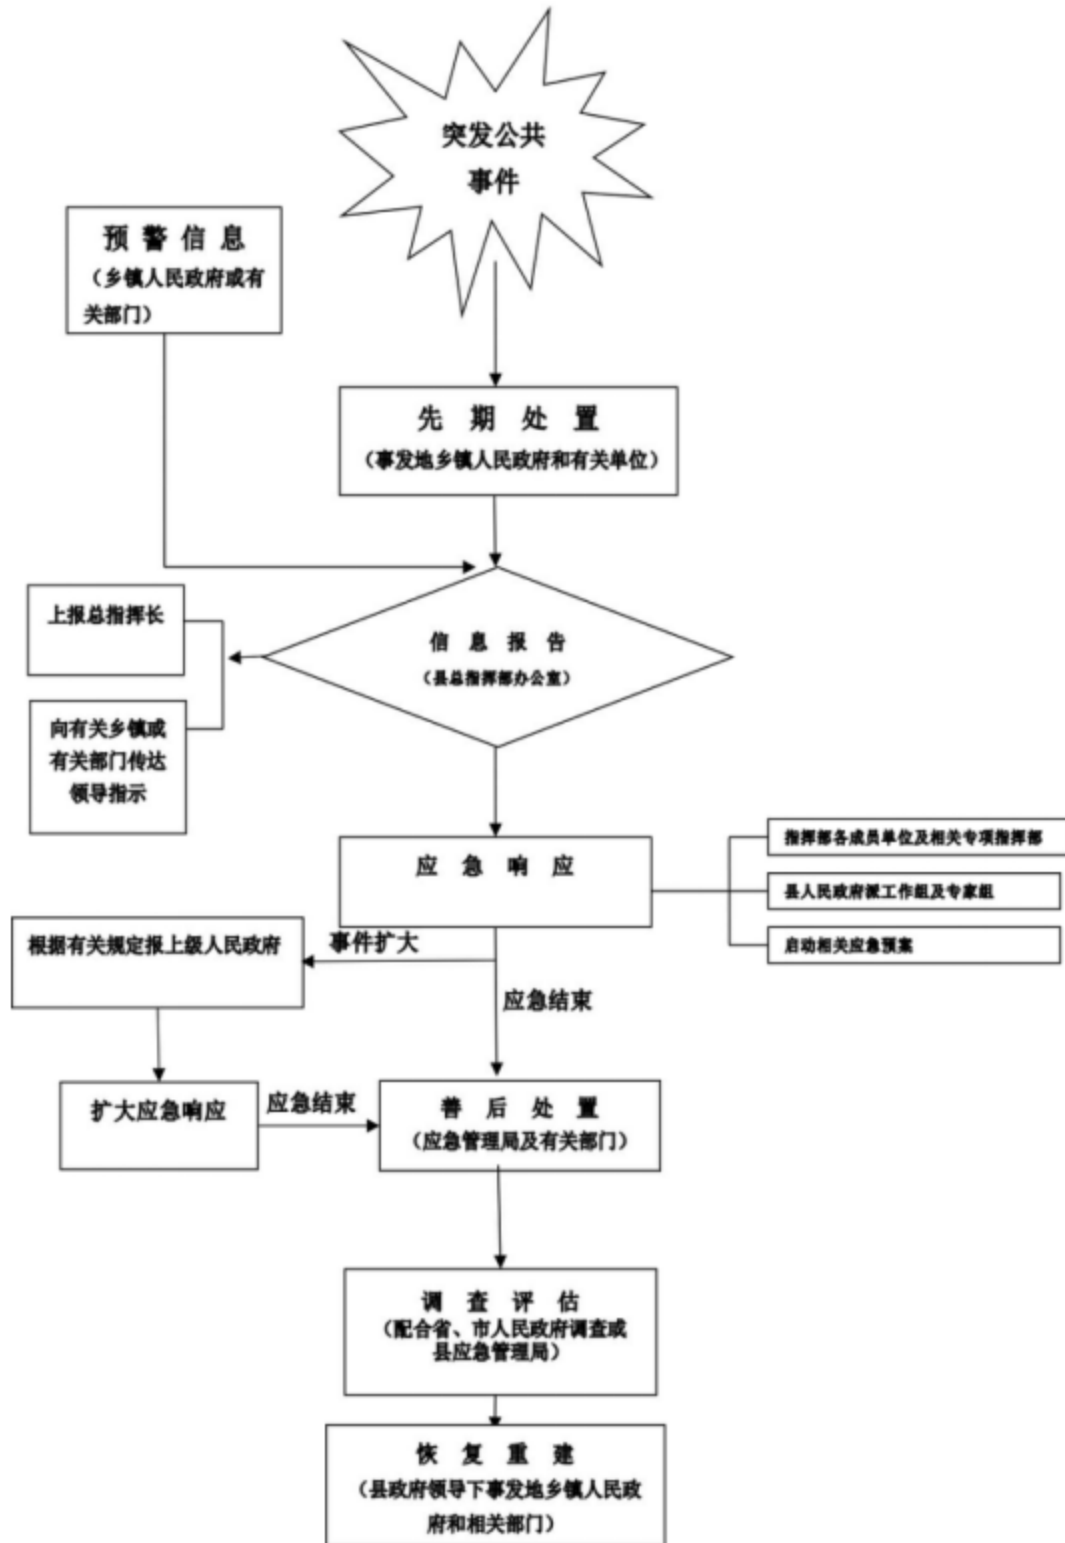 突发公共
事件
预警信息
（乡镇人民政府或有
关部门）
先期处置
（事发地乡镇人民政府和有关单位）
信息报告
（县总指挥部办公室）
上报总指挥长
向有关乡镇或
有关部门传达
领导指示
应急响应
指挥部各成员单位及相关专项指挥部
县人民政府派工作组及专家组
启动相关应急预案
事件扩大
根据有关规定报上级人民政府
应急结束
扩大应急响应
应急结束
善后处置
（应急管理局及有关部门）
调查评估
（配合省、市人民政府调查或
县应急管理局）
恢复重建
（县政府领导下事发地乡镇人民政
府和相关部门）